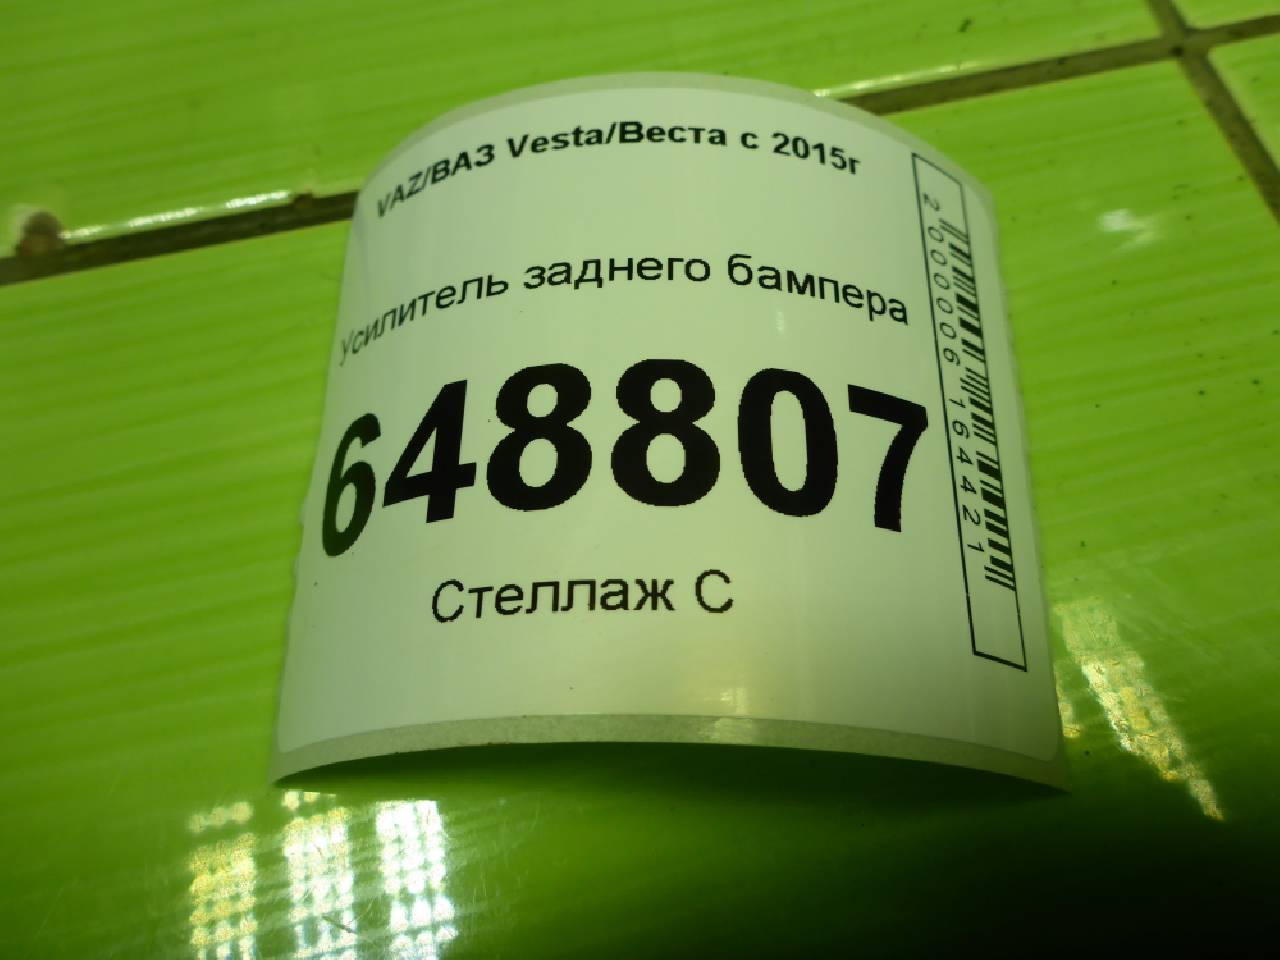 VAZ/ВАЗ Vesta/Веста с 2015г
Усилитель заднего бампера
648807
Стеллаж С
2000006164421